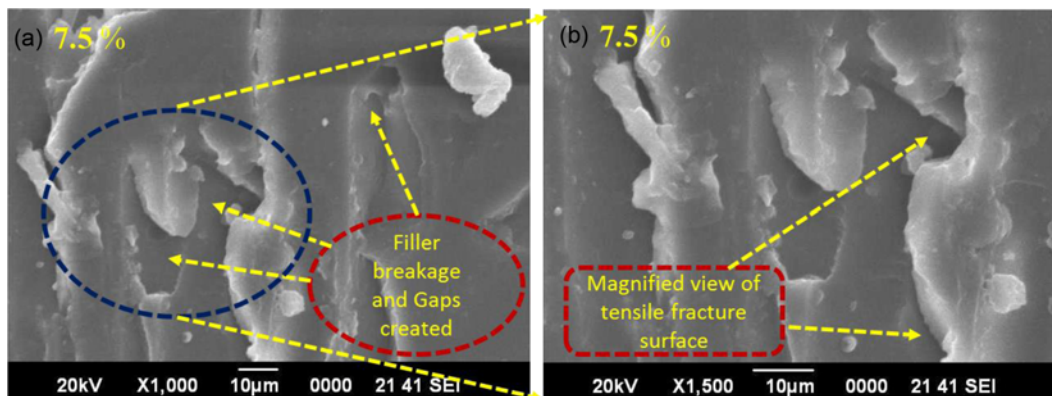 (a) 7.5 %
Filler
breakage
and Gaps
created
20kV X1,000 10μm 0000 21 41 SEI
(b) 7.5 %
Magnified view of
tensile fracture
surface
20kV X1,500 10μm 0000 21 41 SEI